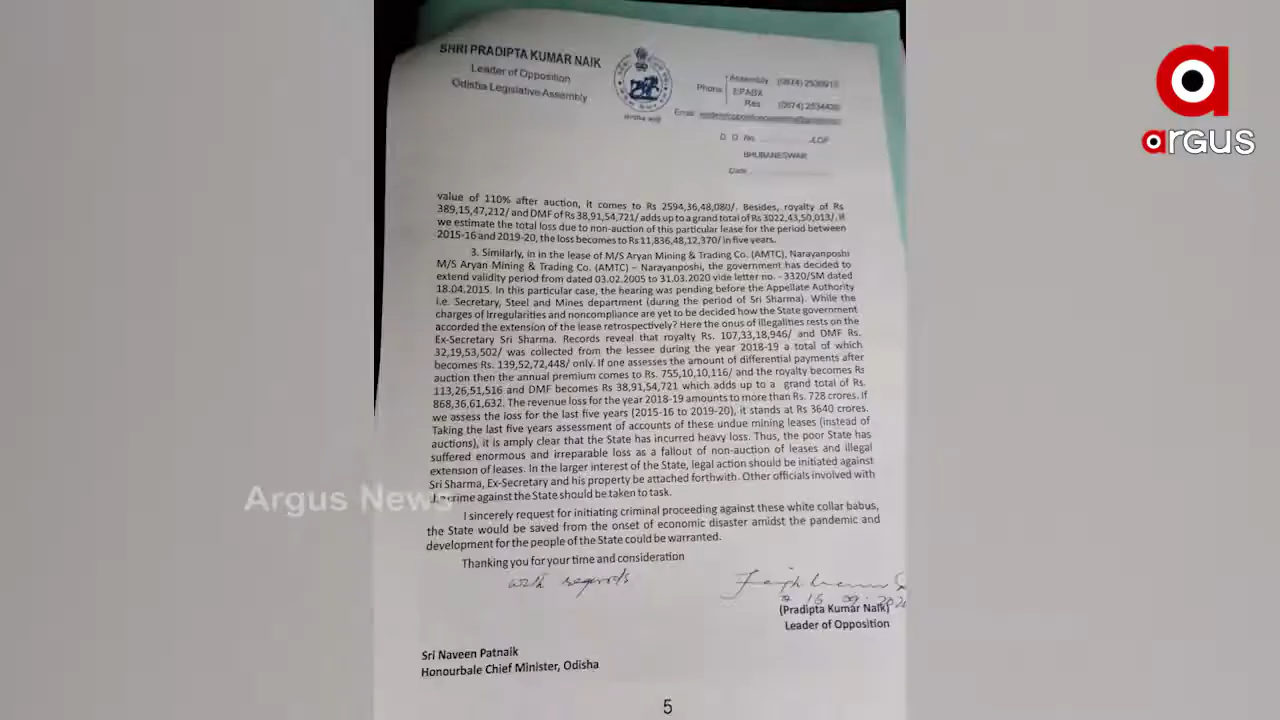 SHRI PRADIPTA KUMAR NAIK
Leader of Opposition
Odisha Legislative Assembly
Phone
Assembly
EPABX
Res
Email
D. O. No. ............... /LOP
BHUBANESWAR
Date ...............
argus
value of 110% after auction, it comes to Rs 2594,36,48,080/. Besides, royalty of Rs
389,15,47,212/ and DMF of Rs 38,91,54,721/ adds up to a grand total of Rs 3022,43,50,013/. If
we estimate the total loss due to non-auction of this particular lease for the period between
2015-16 and 2019-20, the loss becomes to Rs 11,836,48,12,370/ in five years.
3. Similarly, in in the lease of M/S Aryan Mining & Trading Co. (AMTC), Narayanposhi
M/S Aryan Mining & Trading Co. (AMTC) – Narayanposhi, the government has decided to
extend validity period from dated 03.02.2005 to 31.03.2020 vide letter no. -3320/SM dated
18.04.2015. In this particular case, the hearing was pending before the Appellate Authority
i.e. Secretary, Steel and Mines department (during the period of Sri Sharma). While the
charges of Irregularities and noncompliance are yet to be decided how the State government
accorded the extension of the lease retrospectively? Here the onus of illegalities rests on the
Ex-Secretary Sri Sharma. Records reveal that royalty Rs. 107,33,18,946/ and DMF Rs.
32,19,53,502/ was collected from the lessee during the year 2018-19 a total of which
becomes Rs. 139,52,72,448/ only. If one assesses the amount of differential payments after
auction then the annual premium comes to Rs. 755,10,10,116/ and the royalty becomes Rs
113,26,51,516 and DMF becomes Rs 38,91,54,721 which adds up to a grand total of Rs.
868,36,61,632. The revenue loss for the year 2018-19 amounts to more than Rs. 728 crores. If
we assess the loss for the last five years (2015-16 to 2019-20), it stands at Rs 3640 crores.
Taking the last five years assessment of accounts of these undue mining leases (instead of
auctions), it is amply clear that the State has incurred heavy loss. Thus, the poor State has
suffered enormous and irreparable loss as a fallout of non-auction of leases and illegal
extension of leases. In the larger interest of the State, legal action should be initiated against
Sri Sharma, Ex-Secretary and his property be attached forthwith. Other officials involved with
crime against the State should be taken to task.
Argus News
I sincerely request for initiating criminal proceeding against these white collar babus,
the State would be saved from the onset of economic disaster amidst the pandemic and
development for the people of the State could be warranted.
Thanking you for your time and consideration
with regards
(Pradipta Kumar Naik)
Leader of Opposition
Sri Naveen Patnaik
Honourbale Chief Minister, Odisha
5